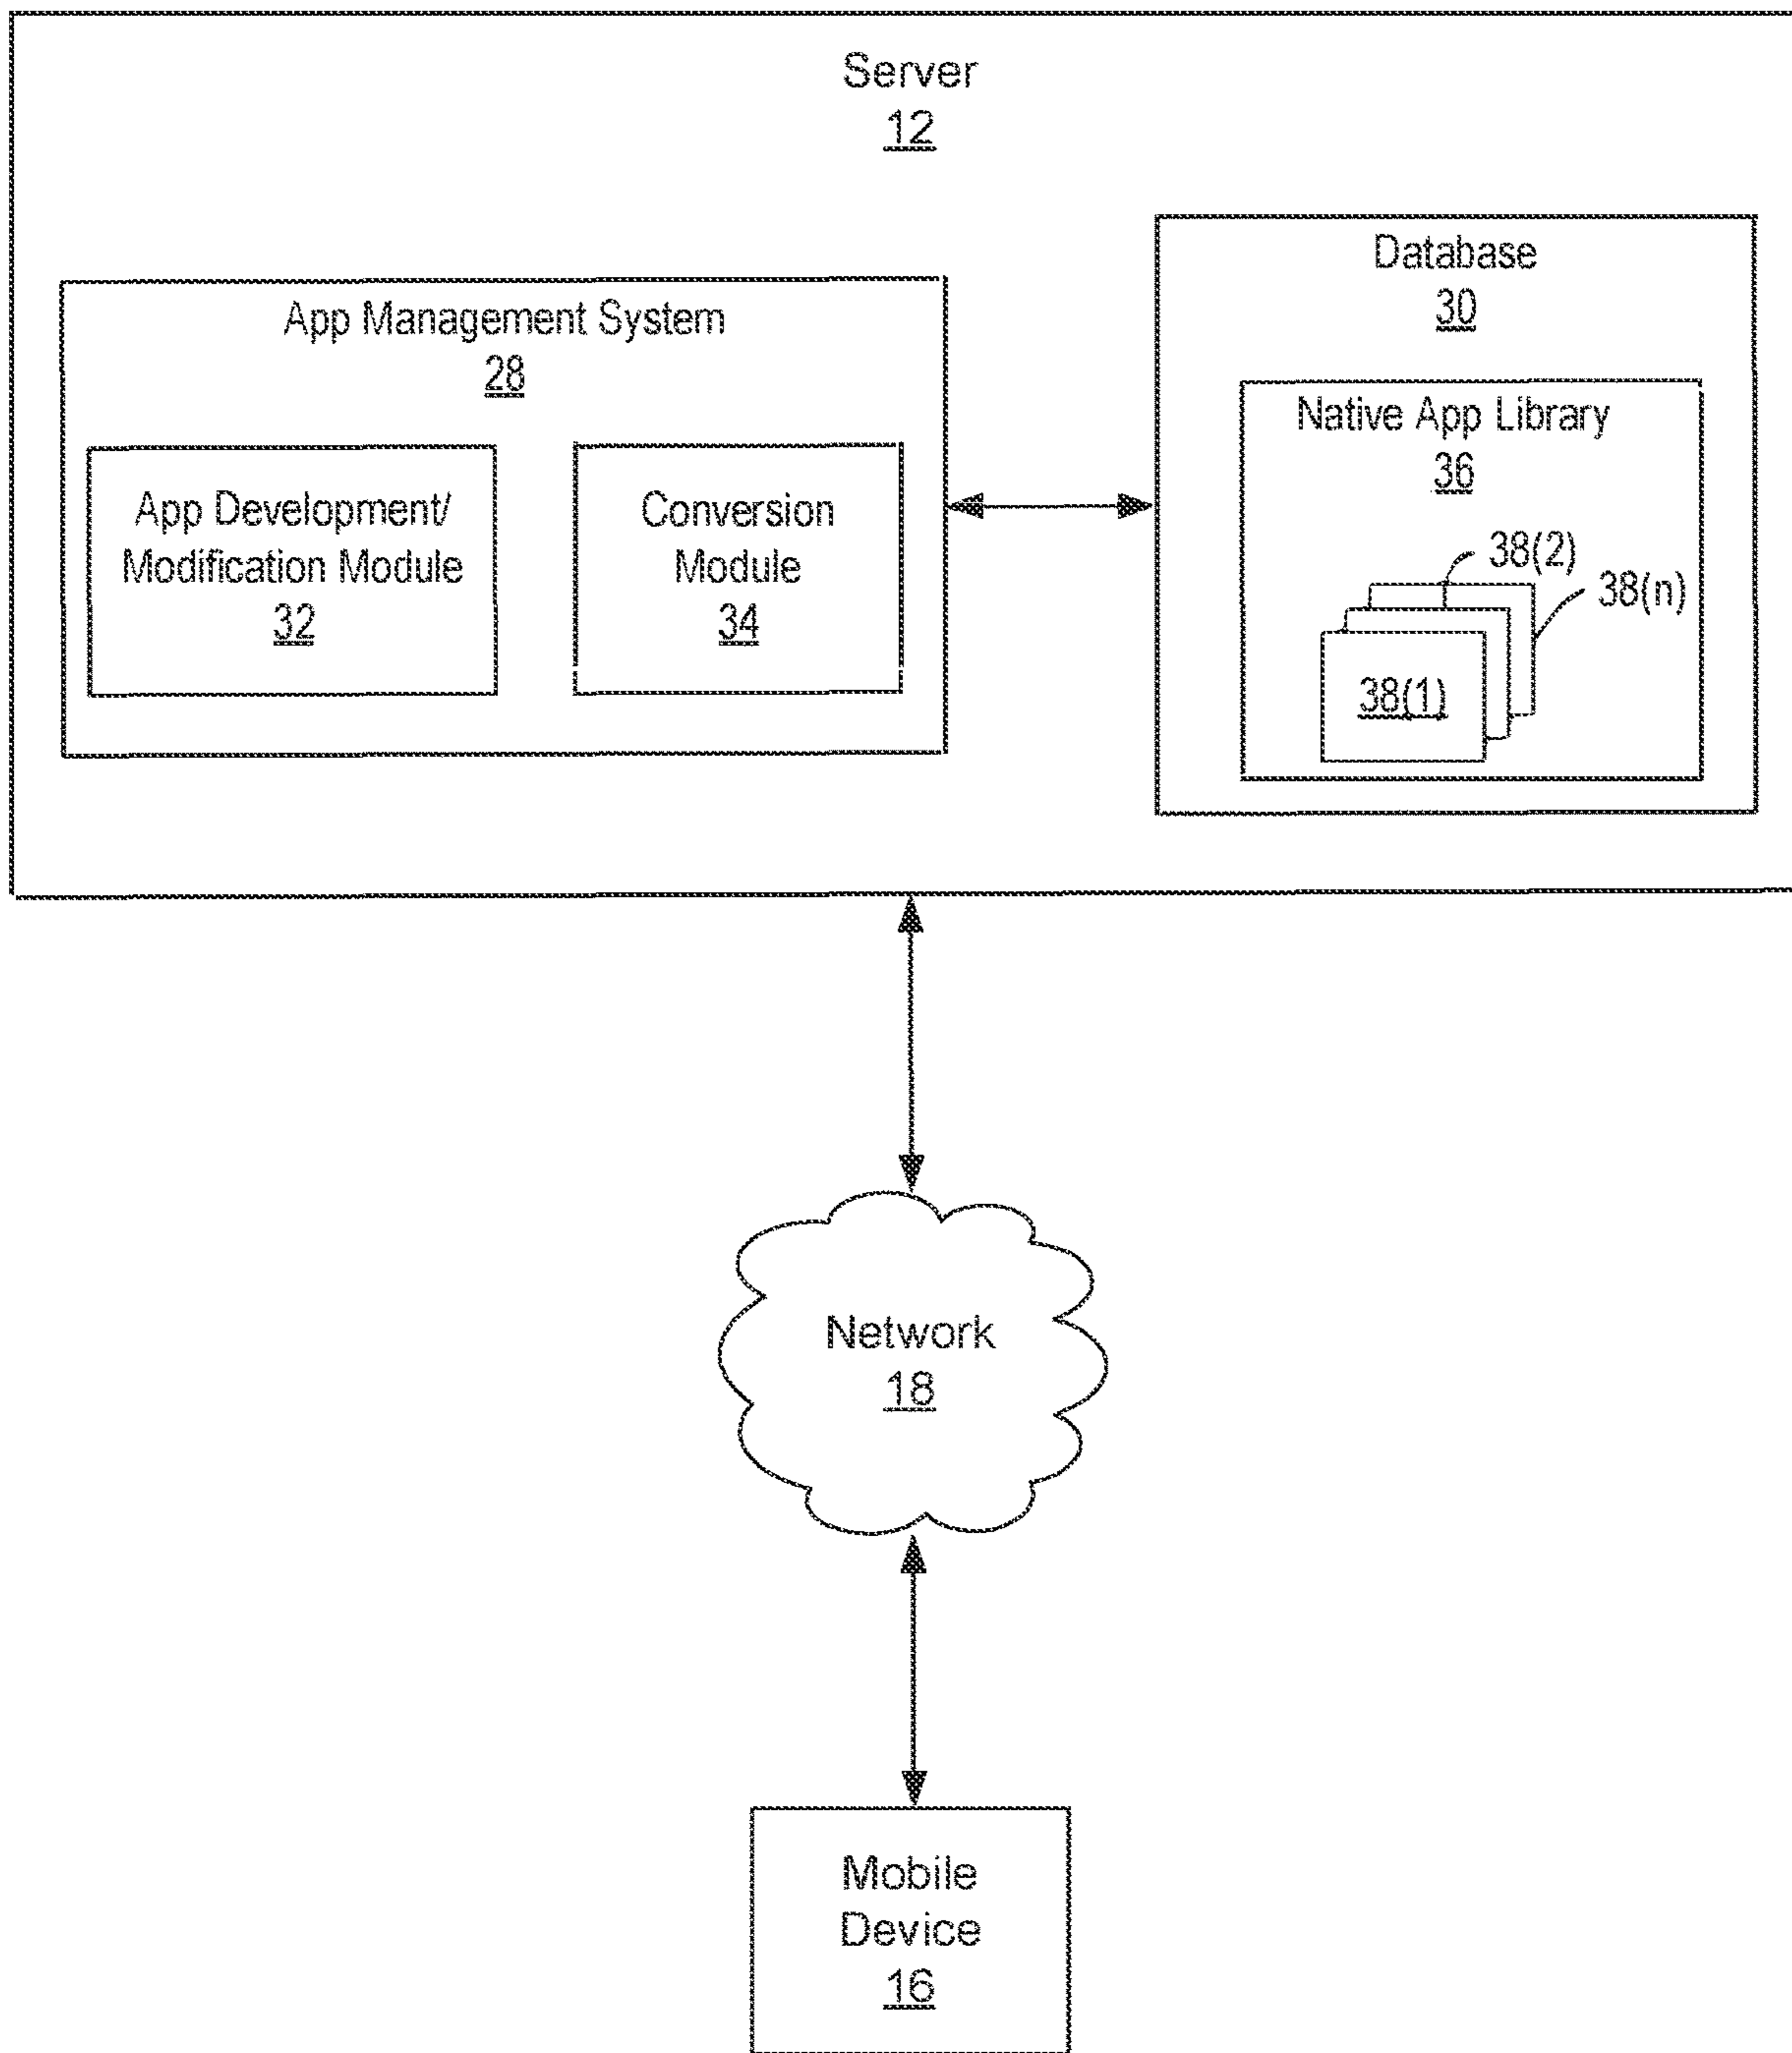 Server
12
App Management System
28
App Development/
Modification Module
32
Conversion
Module
34
Database
30
Native App Library
36
38(2)
38(n)
38(1)
Network
18
Mobile
Device
16